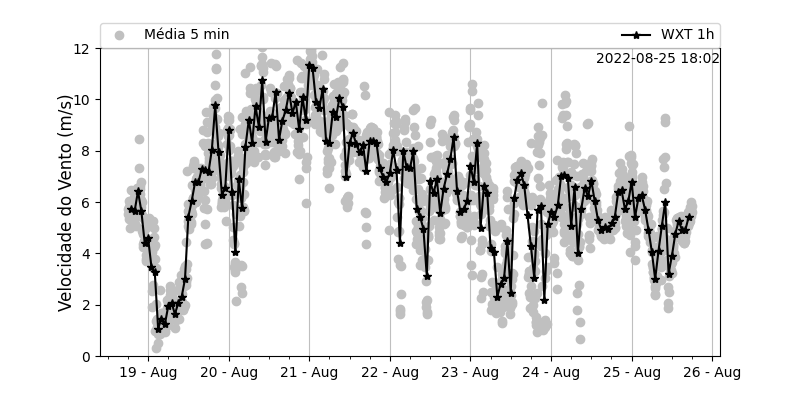 Média 5 min
WXT 1h
2022-08-25 18:02
Velocidade do Vento (m/s)
12
10
8
6
4
2
0
19 - Aug
20 - Aug
21 - Aug
22 - Aug
23 - Aug
24 - Aug
25 - Aug
26 - Aug